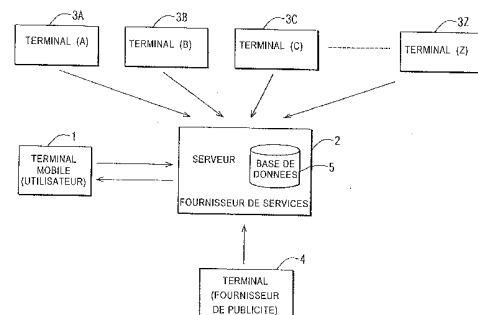 3A
3B
3C
3Z
TERMINAL (A)
TERMINAL (B)
TERMINAL (C)
TERMINAL (Z)
1
2
TERMINAL
MOBILE
(UTILISATEUR)
SERVEUR
BASE DE
DONNEES
5
FOURNISSEUR DE SERVICES
4
TERMINAL
(FOURNISSEUR
DE PUBLICITE)